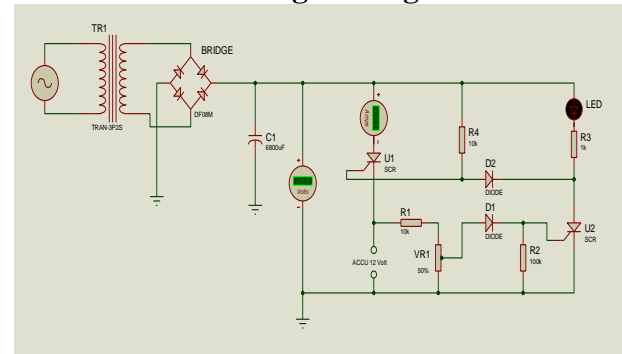 TR1
TRAN-3P2S
BRIDGE
DF08M
C1
6800uF
+
Volts
-
+
Amps
U1
SCR
R4
10k
LED
R3
1k
D2
DIODE
R1
10k
D1
DIODE
U2
SCR
ACCU 12 Volt
VR1
50%
R2
100k